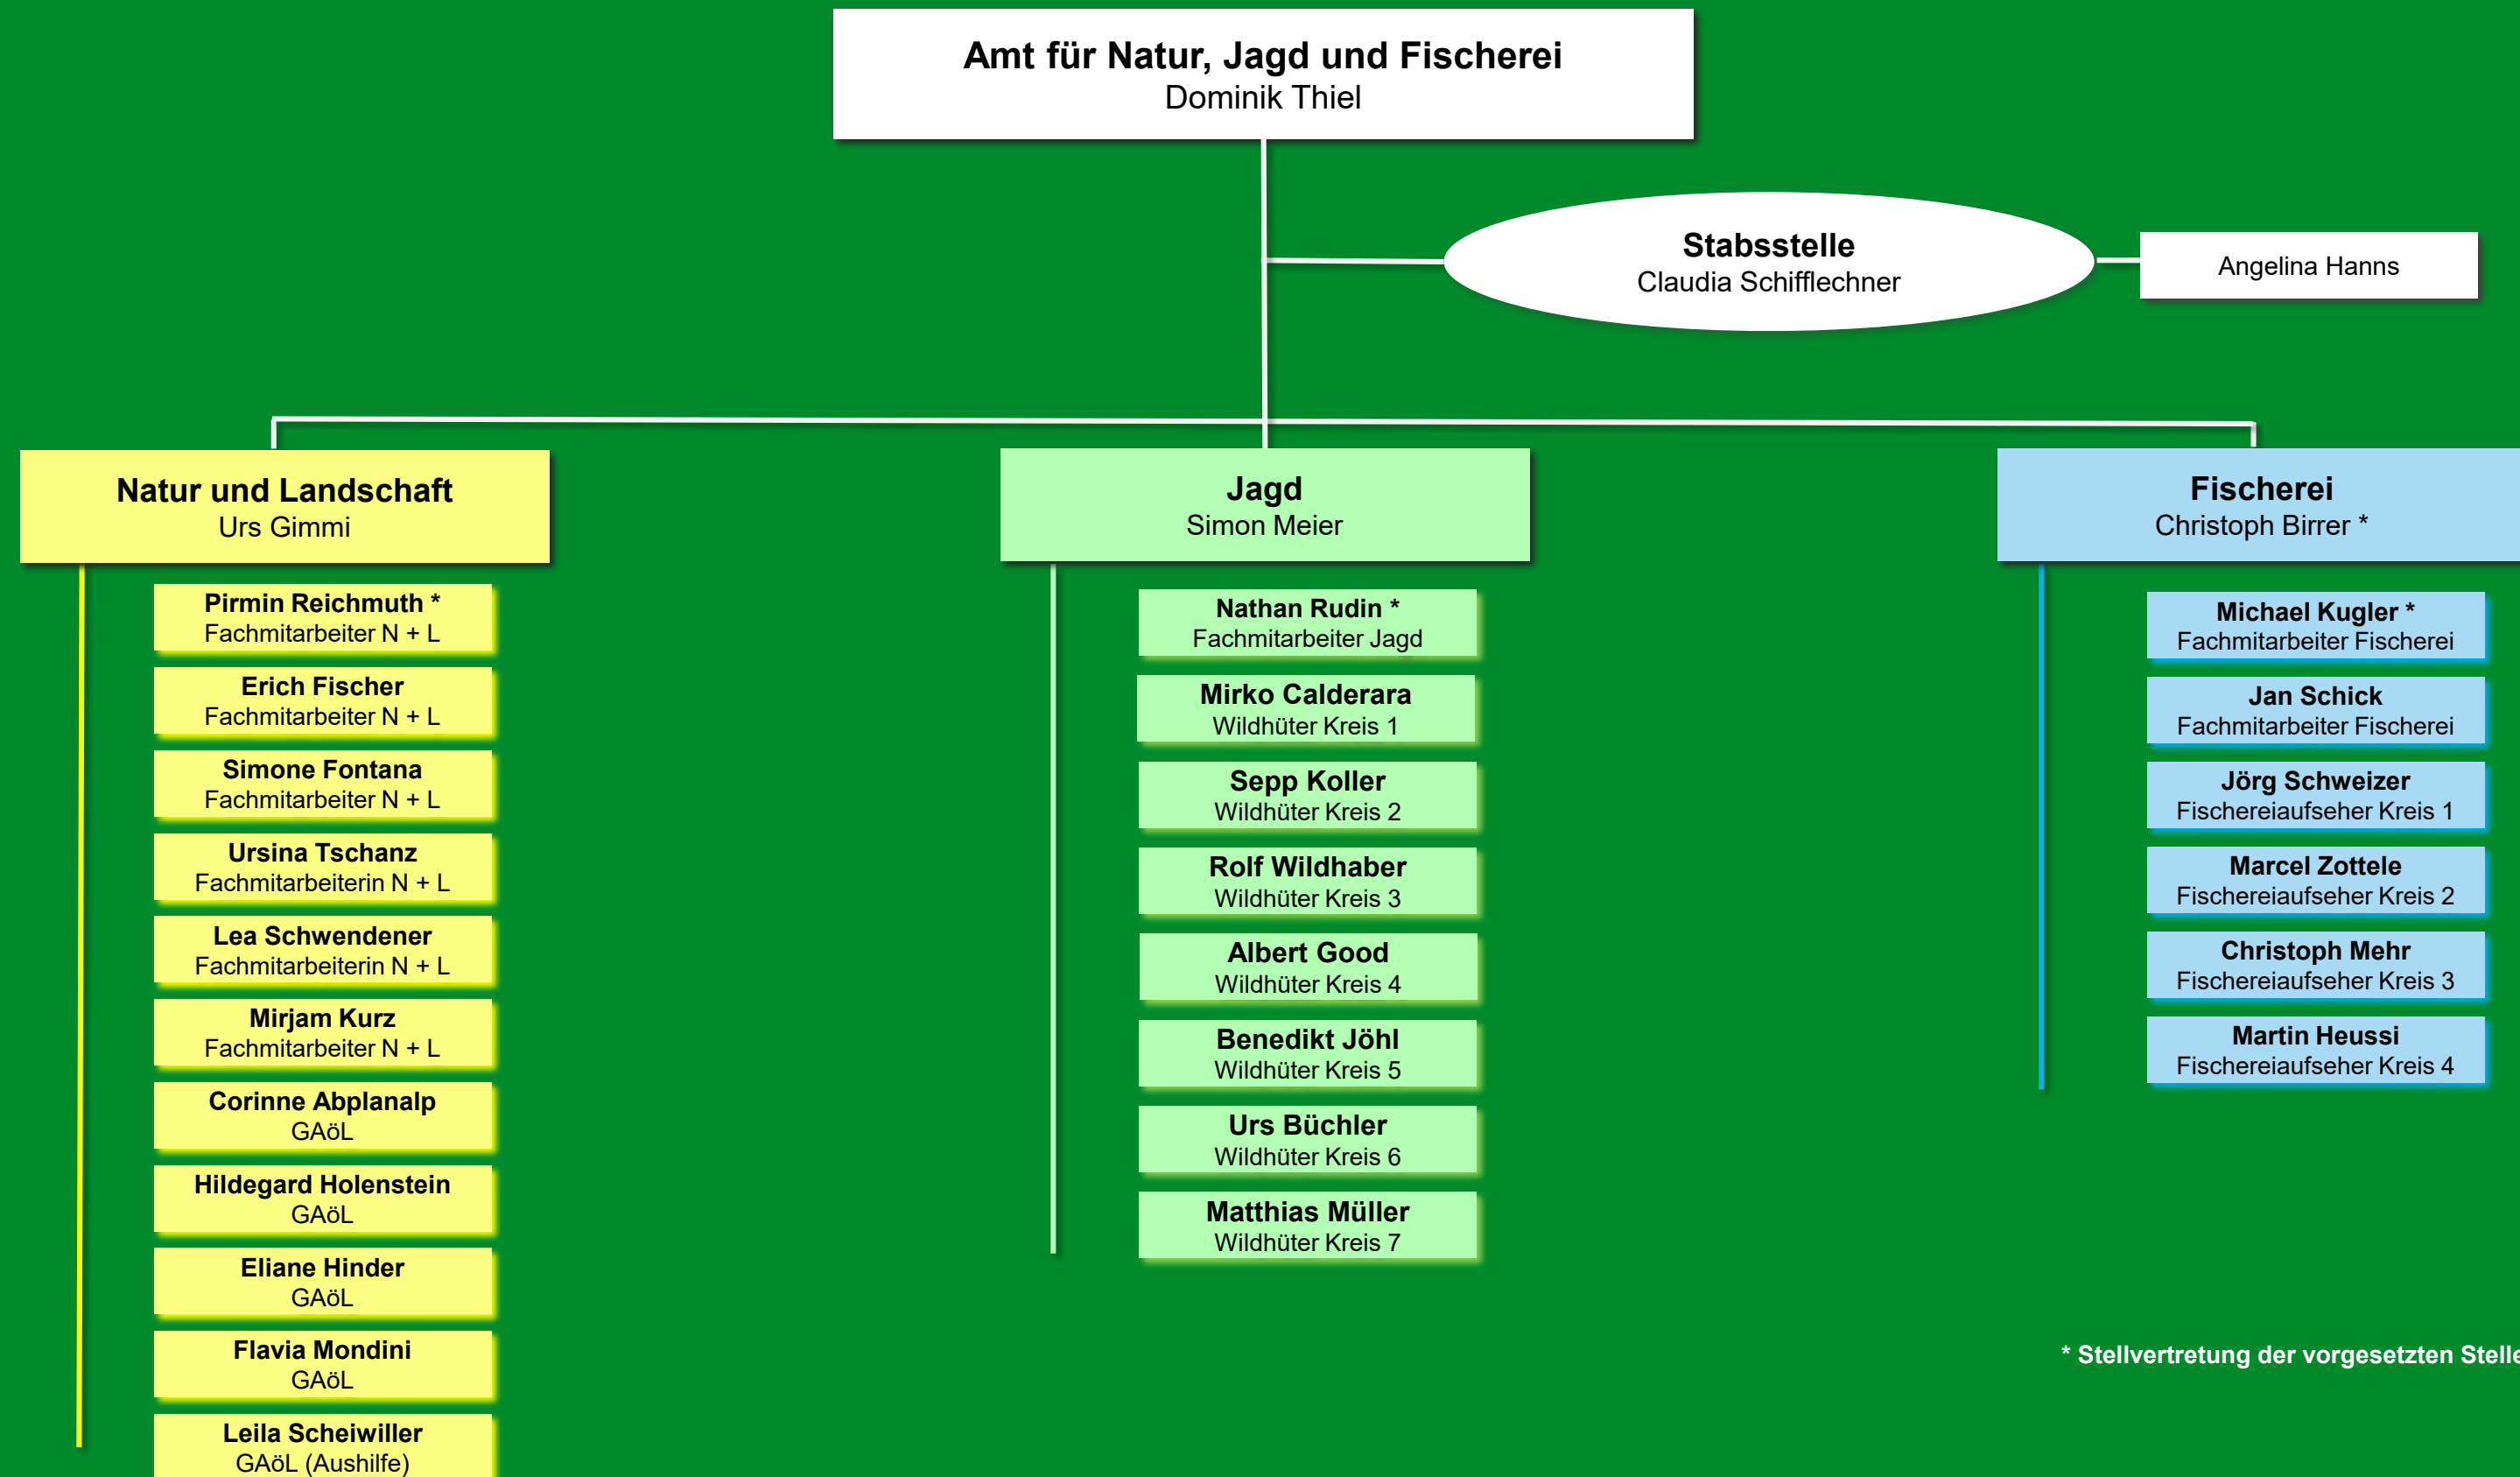 Amt für Natur, Jagd und Fischerei
Dominik Thiel
Stabsstelle
Claudia Schifflechner
Angelina Hanns
Natur und Landschaft
Urs Gimmi
Pirmin Reichmuth *
Fachmitarbeiter N + L
Erich Fischer
Fachmitarbeiter N + L
Simone Fontana
Fachmitarbeiter N + L
Ursina Tschanz
Fachmitarbeiterin N + L
Lea Schwendener
Fachmitarbeiterin N + L
Mirjam Kurz
Fachmitarbeiter N + L
Corinne Abplanalp
GAöL
Hildegard Holenstein
GAöL
Eliane Hinder
GAöL
Flavia Mondini
GAöL
Leila Scheiwiller
GAöL (Aushilfe)
Jagd
Simon Meier
Nathan Rudin *
Fachmitarbeiter Jagd
Mirko Calderara
Wildhüter Kreis 1
Sepp Koller
Wildhüter Kreis 2
Rolf Wildhaber
Wildhüter Kreis 3
Albert Good
Wildhüter Kreis 4
Benedikt Jöhl
Wildhüter Kreis 5
Urs Büchler
Wildhüter Kreis 6
Matthias Müller
Wildhüter Kreis 7
Fischerei
Christoph Birrer *
Michael Kugler *
Fachmitarbeiter Fischerei
Jan Schick
Fachmitarbeiter Fischerei
Jörg Schweizer
Fischereiaufseher Kreis 1
Marcel Zottele
Fischereiaufseher Kreis 2
Christoph Mehr
Fischereiaufseher Kreis 3
Martin Heussi
Fischereiaufseher Kreis 4
* Stellvertretung der vorgesetzten Stelle